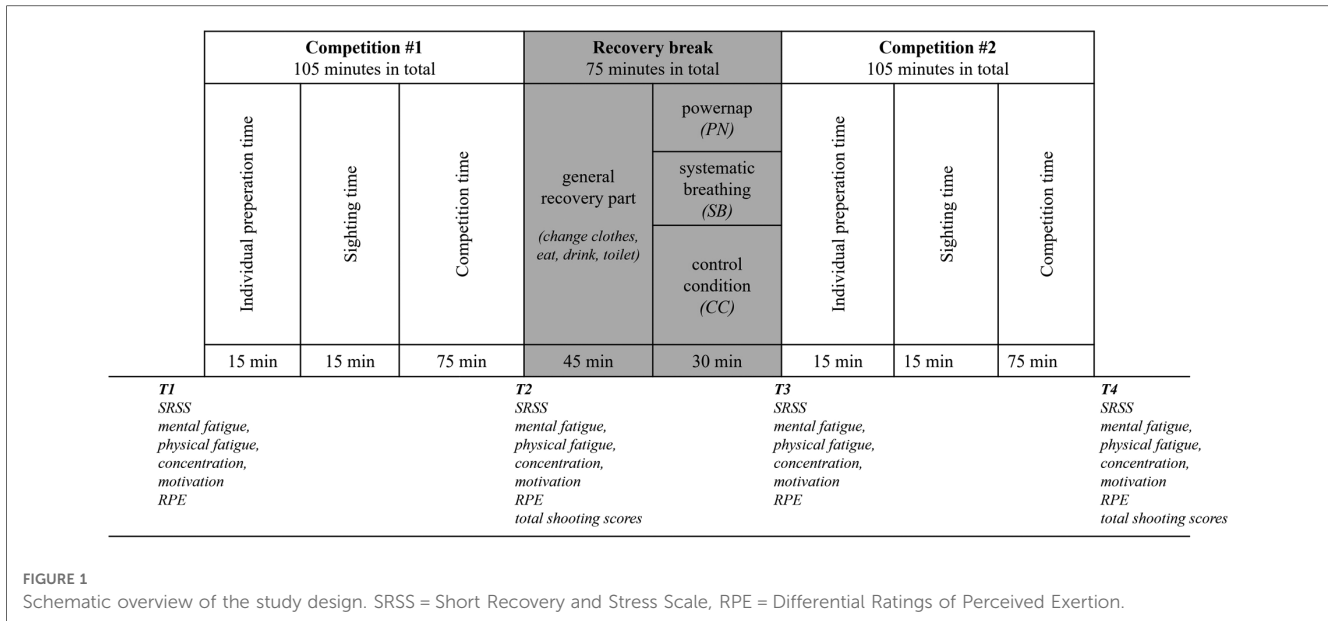 Competition #1
105 minutes in total
Recovery break
75 minutes in total
Competition #2
105 minutes in total
Individual preperation time
Sighting time
Competition time
general
recovery part
(change clothes,
eat, drink, toilet)
powernap
(PN)
systematic
breathing
(SB)
control
condition
(CC)
Individual preperation time
Sighting time
Competition time
15 min
15 min
75 min
45 min
30 min
15 min
15 min
75 min
T1
SRSS
mental fatigue,
physical fatigue,
concentration,
motivation
RPE
T2
SRSS
mental fatigue,
physical fatigue,
concentration,
motivation
RPE
total shooting scores
T3
SRSS
mental fatigue,
physical fatigue,
concentration,
motivation
RPE
T4
SRSS
mental fatigue,
physical fatigue,
concentration,
motivation
RPE
total shooting scores
FIGURE 1
Schematic overview of the study design. SRSS = Short Recovery and Stress Scale, RPE = Differential Ratings of Perceived Exertion.